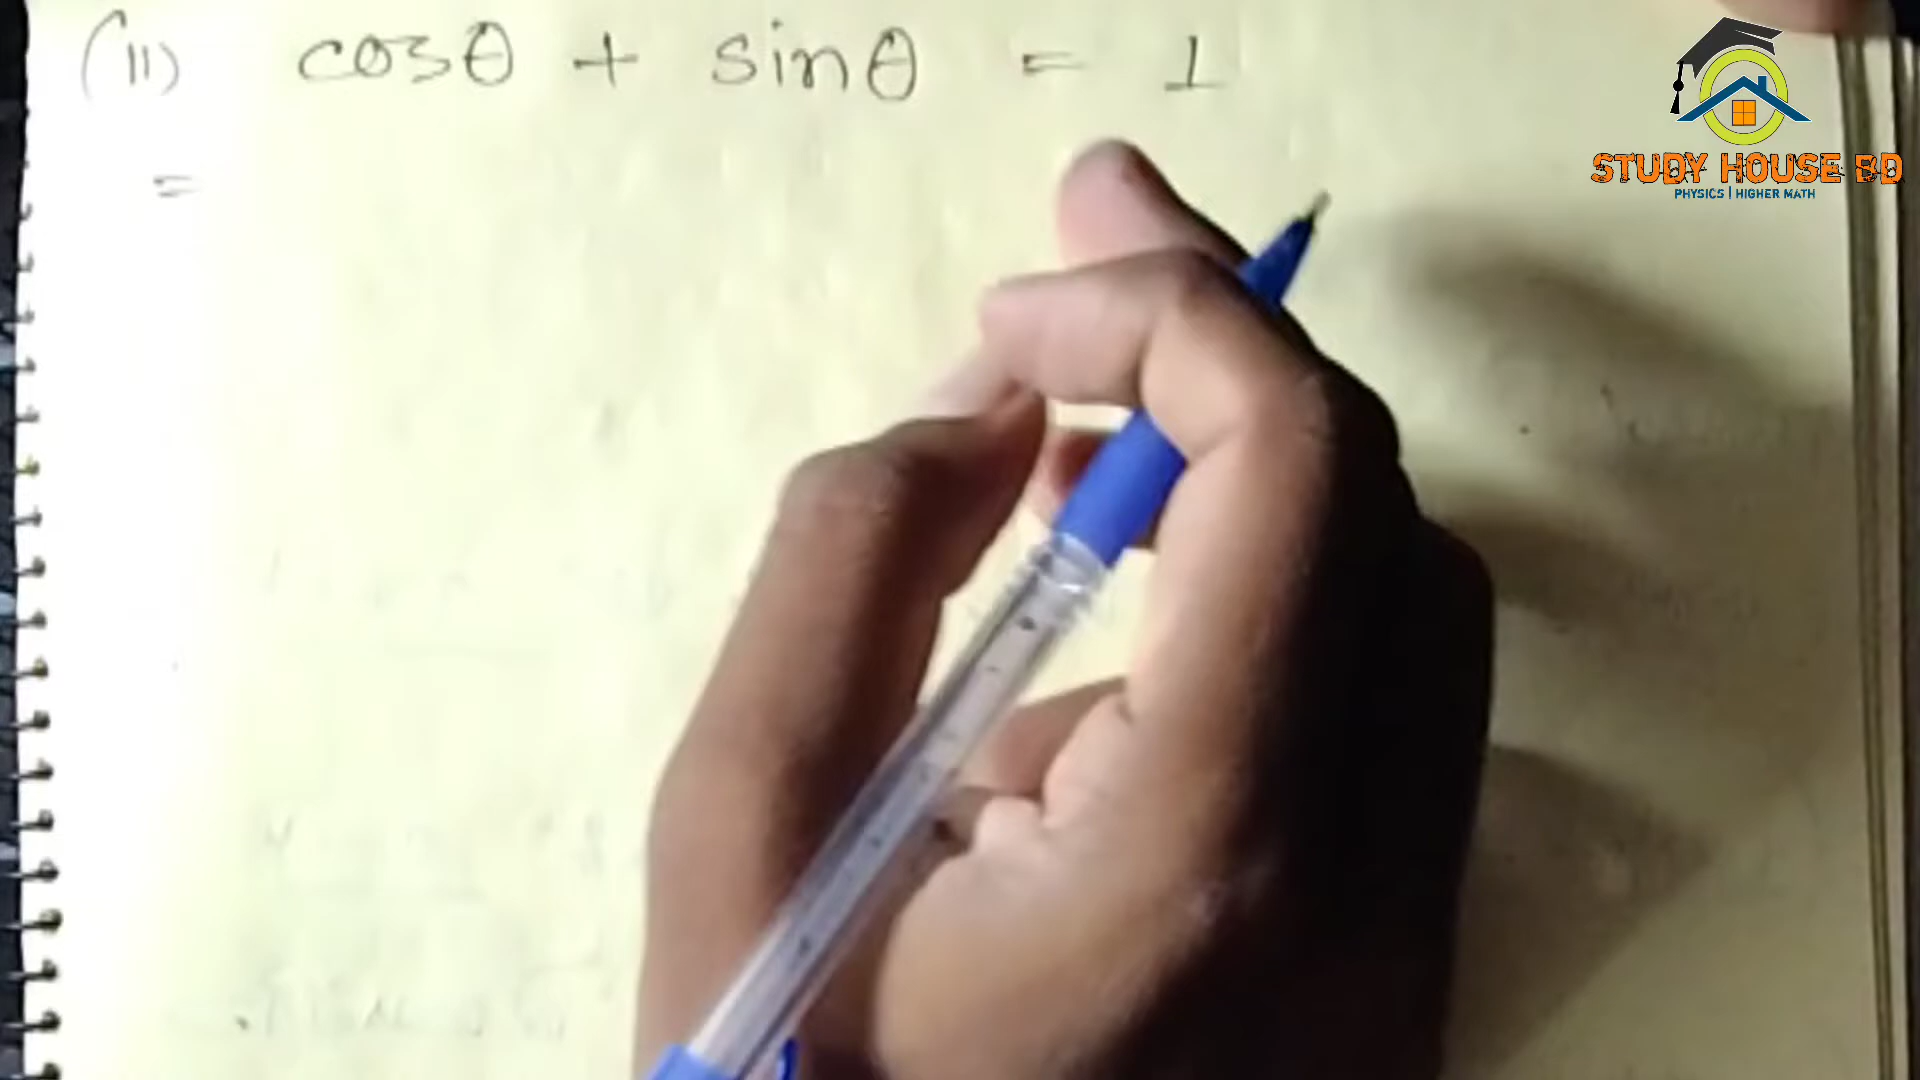 (ii) cosθ + sinθ = 1
=
STUDY HOUSE BD
PHYSICS | HIGHER MATH